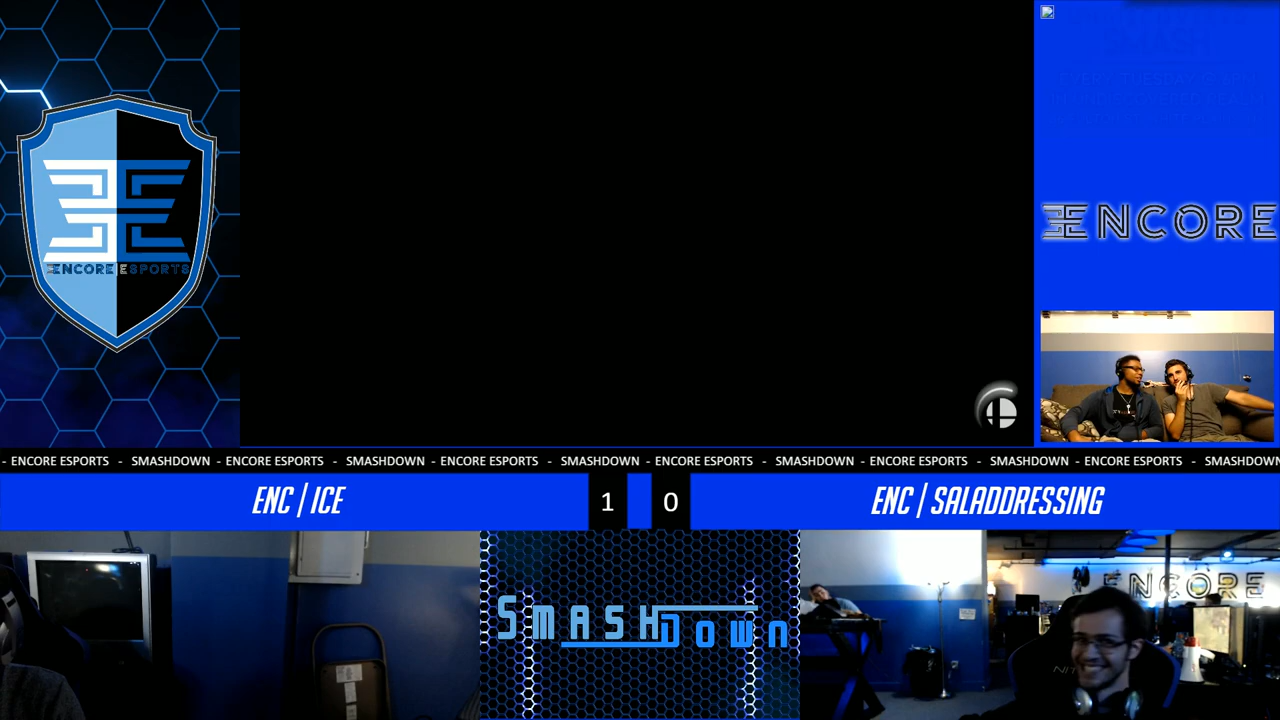 ENCORE ESPORTS
ENCORE
- ENCORE ESPORTS - SMASHDOWN - ENCORE ESPORTS - SMASHDOWN - ENCORE ESPORTS - SMASHDOWN - ENCORE ESPORTS - SMASHDOWN - ENCORE ESPORTS - SMASHDOWN - ENCORE ESPORTS - SMASHDOWN
ENC | ICE 1 0 ENC | SALADDRESSING
SMASHDOWN
ENCORE